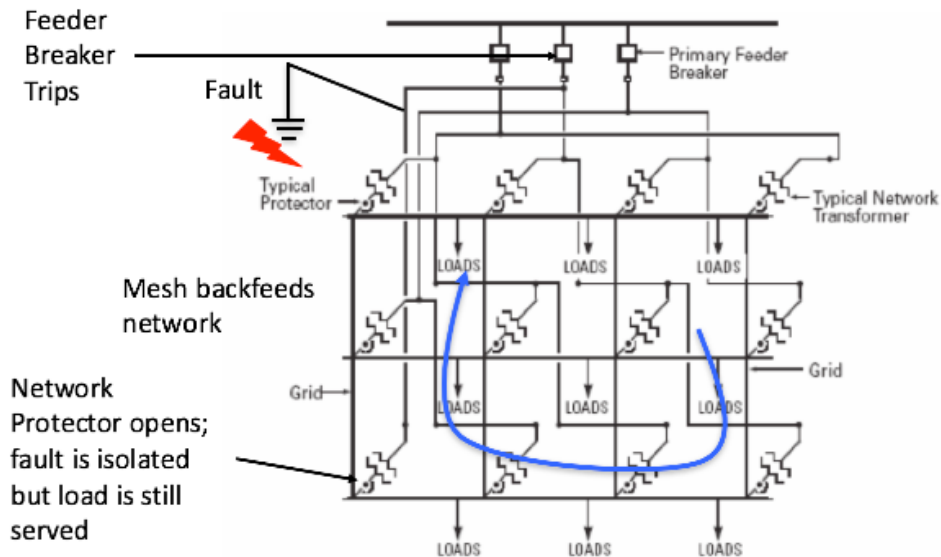 Feeder
Breaker
Trips
Fault
Primary Feeder
Breaker
Typical
Protector
Typical Network
Transformer
LOADS
LOADS
LOADS
Mesh backfeeds
network
Grid
Grid
LOADS
LOADS
LOADS
Network
Protector opens;
fault is isolated
but load is still
served
LOADS
LOADS
LOADS